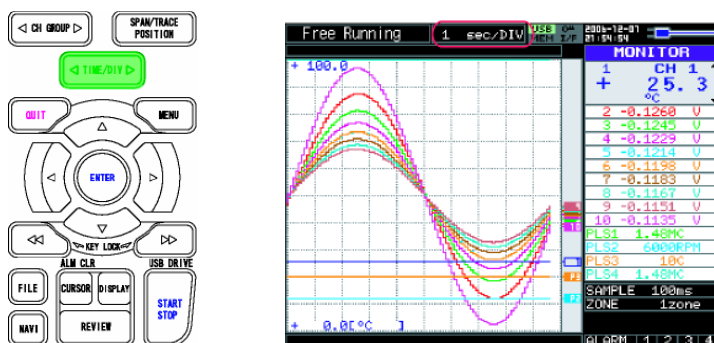 ◁ CH GROUP ▷
SPAN/TRACE
POSITION
◁ TIME/DIV ▷
QUIT
MENU
ENTER
KEY LOCK
ALM CLR
USB DRIVE
FILE
CURSOR
DISPLAY
START
STOP
NAVI
REVIEW
Free Running
1 sec/DIV
USB
MEM I/F
21:54:54
+ 100.0
+ 0.0[°C ]
MONITOR
1 CH 1
+ 25.3
°C
2 -0.1260 V
3 -0.1245 V
4 -0.1229 V
5 -0.1214 V
6 -0.1198 V
7 -0.1183 V
8 -0.1167 V
9 -0.1151 V
10 -0.1135 V
PLS1 1.48MC
PLS2 6000RPM
PLS3 10C
PLS4 1.48MC
SAMPLE 100ms
ZONE 1zone
ALARM 1 2 3 4